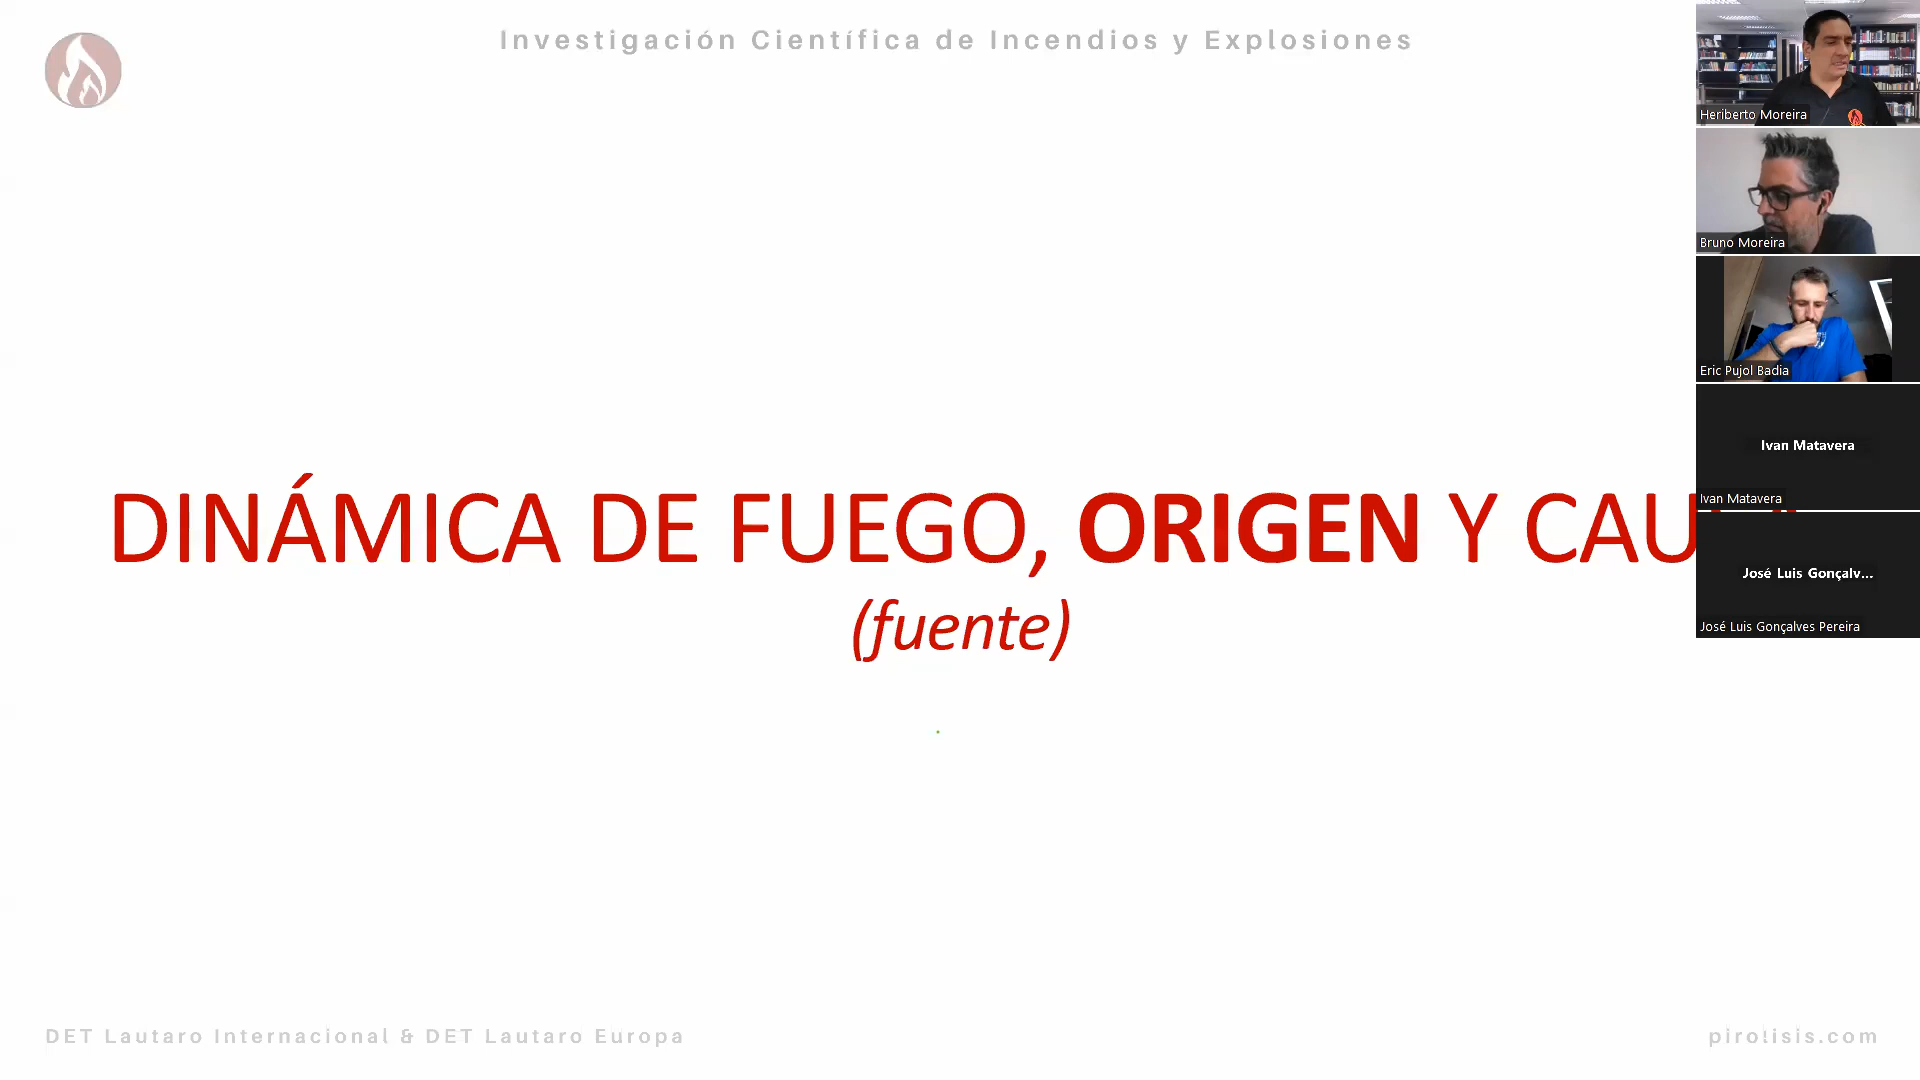 Investigación Científica de Incendios y Explosiones
DINÁMICA DE FUEGO, ORIGEN Y CAU
(fuente)
DET Lautaro Internacional & DET Lautaro Europa
pirolisis.com
Heriberto Moreira
Bruno Moreira
Eric Pujol Badia
Ivan Matavera
Ivan Matavera
José Luis Gonçalv...
José Luis Gonçalves Pereira